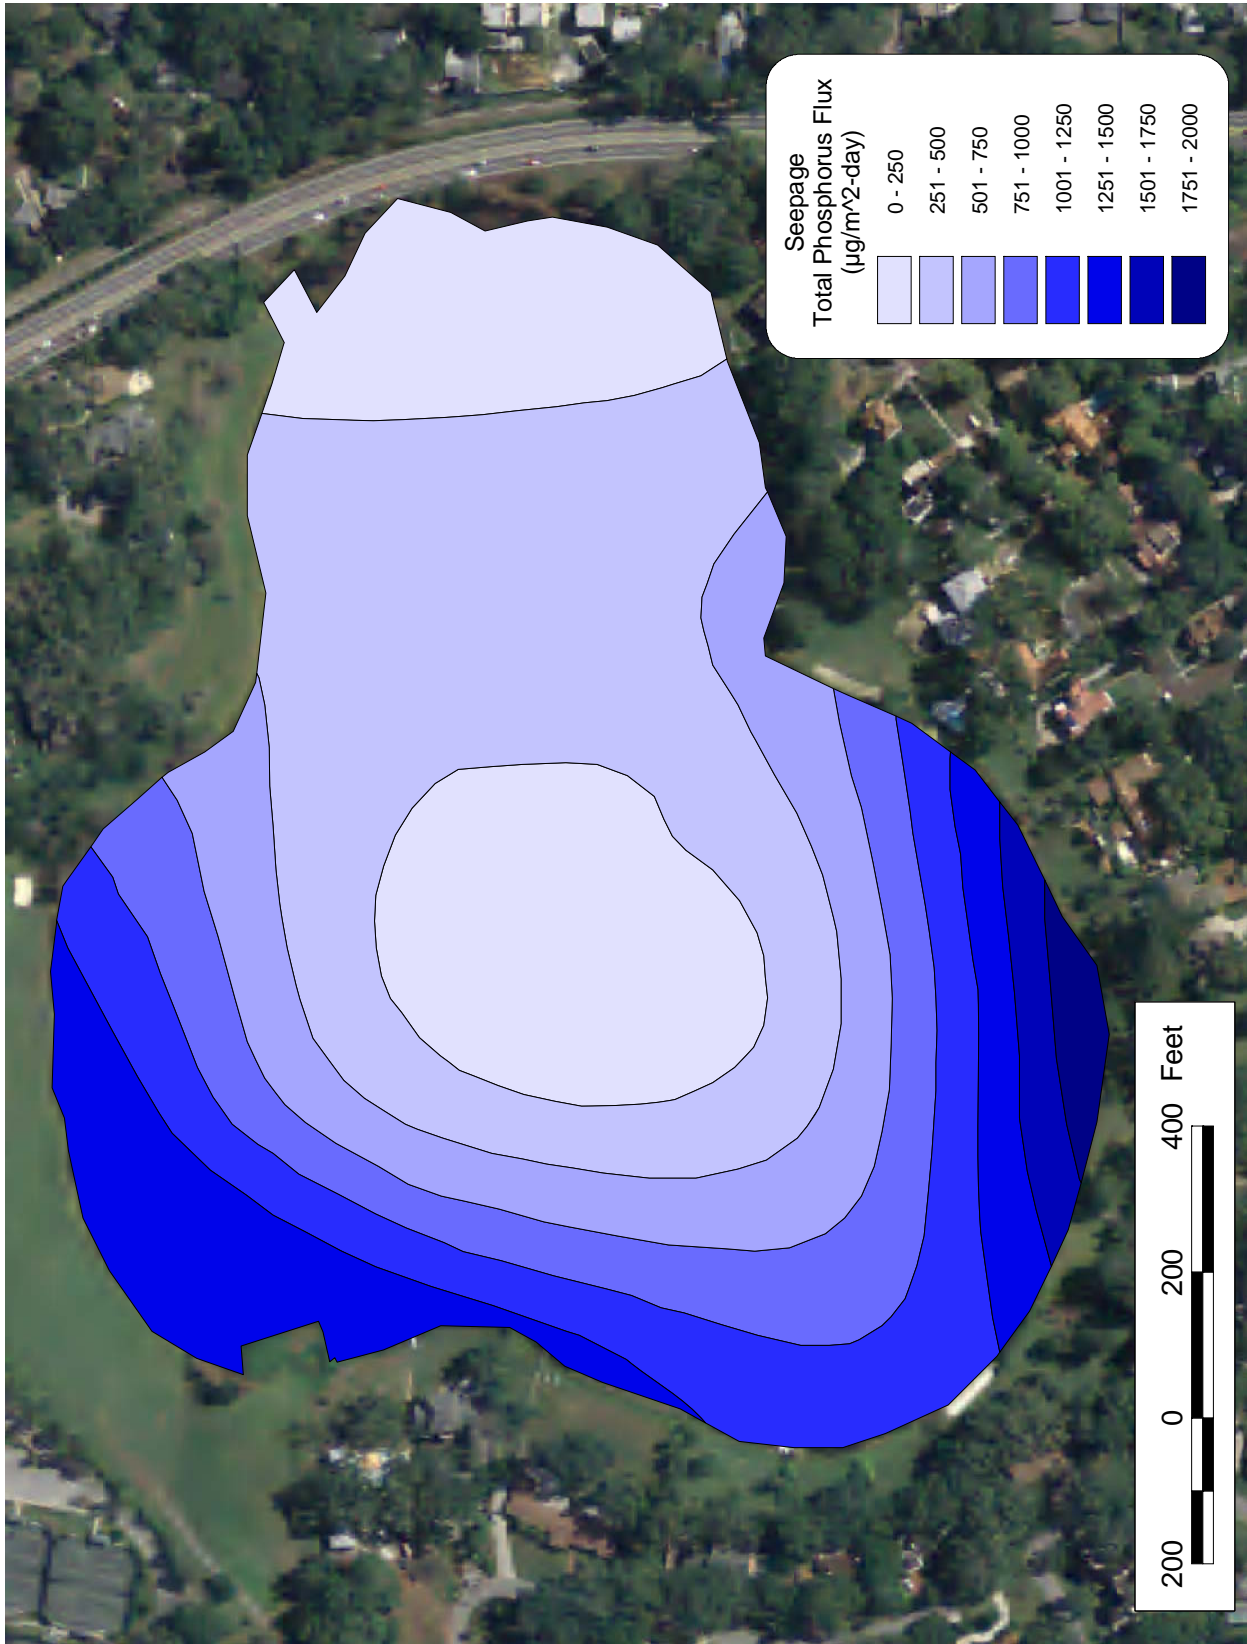 Seepage
Total Phosphorus Flux
(µg/m^2-day)
0 - 250
251 - 500
501 - 750
751 - 1000
1001 - 1250
1251 - 1500
1501 - 1750
1751 - 2000
200 0 200 400 Feet